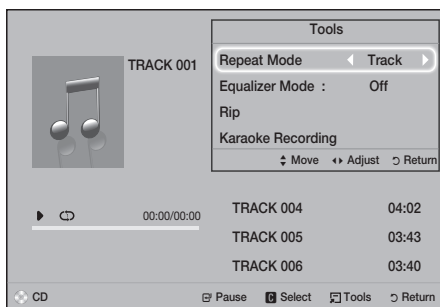 Tools
TRACK 001
Repeat Mode Track
Equalizer Mode : Off
Rip
Karaoke Recording
Move Adjust Return
00:00/00:00
TRACK 004 04:02
TRACK 005 03:43
TRACK 006 03:40
CD Pause C Select Tools Return